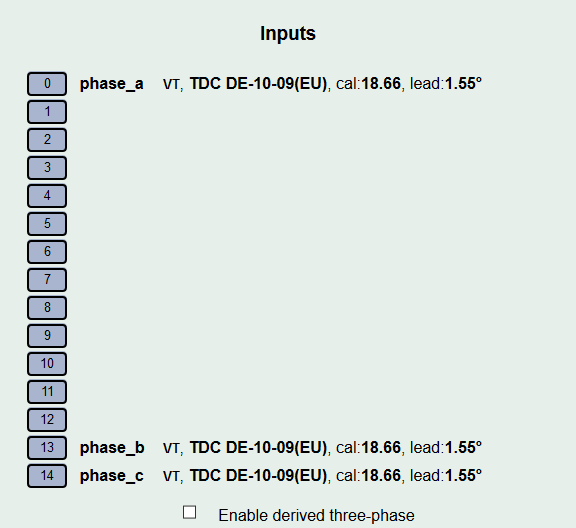 Inputs
0 phase_a VT, TDC DE-10-09(EU), cal:18.66, lead:1.55°
1
2
3
4
5
6
7
8
9
10
11
12
13 phase_b VT, TDC DE-10-09(EU), cal:18.66, lead:1.55°
14 phase_c VT, TDC DE-10-09(EU), cal:18.66, lead:1.55°
Enable derived three-phase